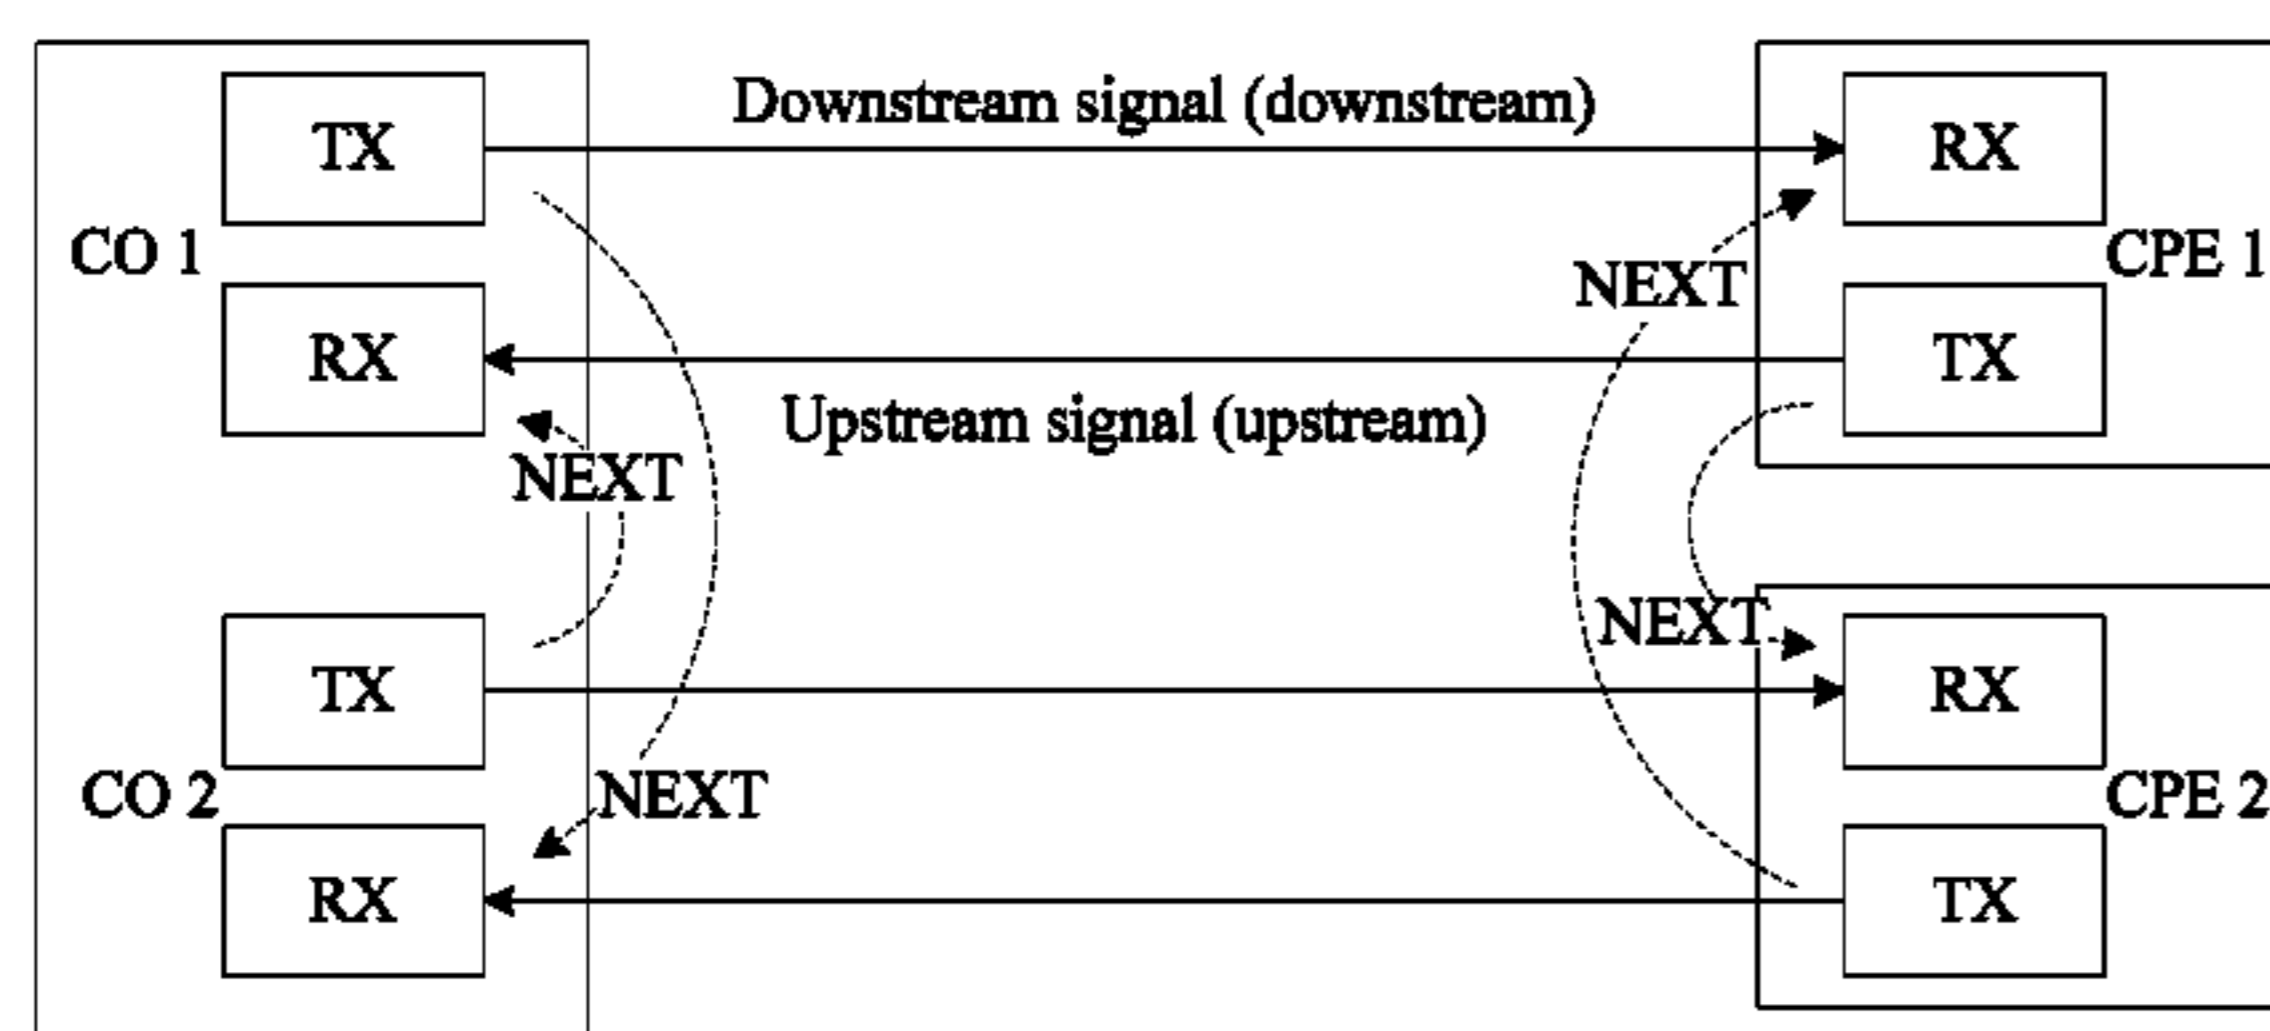 Downstream signal (downstream)
TX
RX
CO 1
CPE 1
NEXT
RX
TX
Upstream signal (upstream)
NEXT
NEXT
TX
RX
CO 2
NEXT
CPE 2
RX
TX